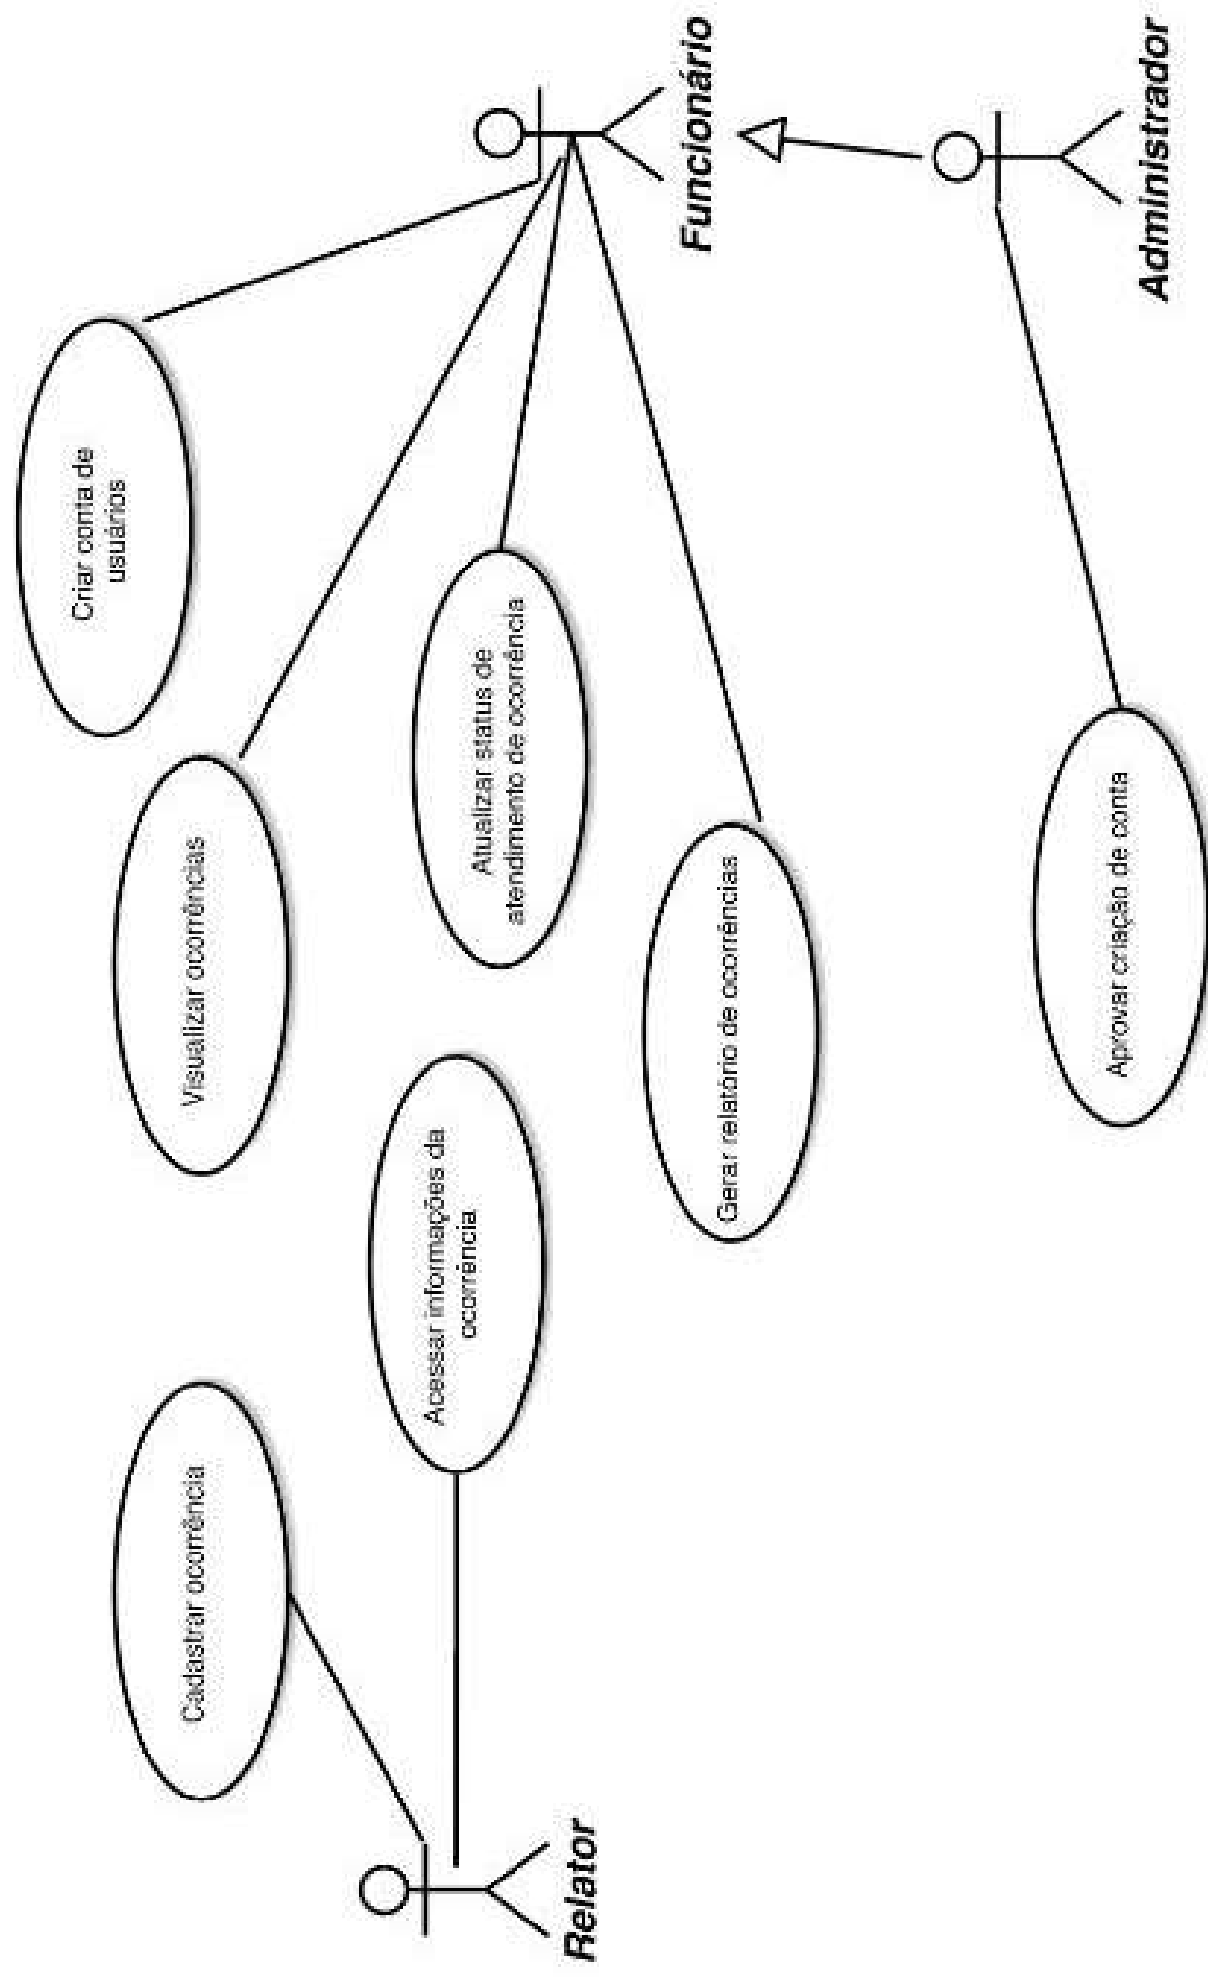 Criar conta de
usuários
Visualizar ocorrências
Cadastrar ocorrência
Atualizar status de
atendimento de ocorrência
Acessar informações da
ocorrência
Relator
Funcionário
Gerar relatório de ocorrências
Aprovar criação de conta
Administrador